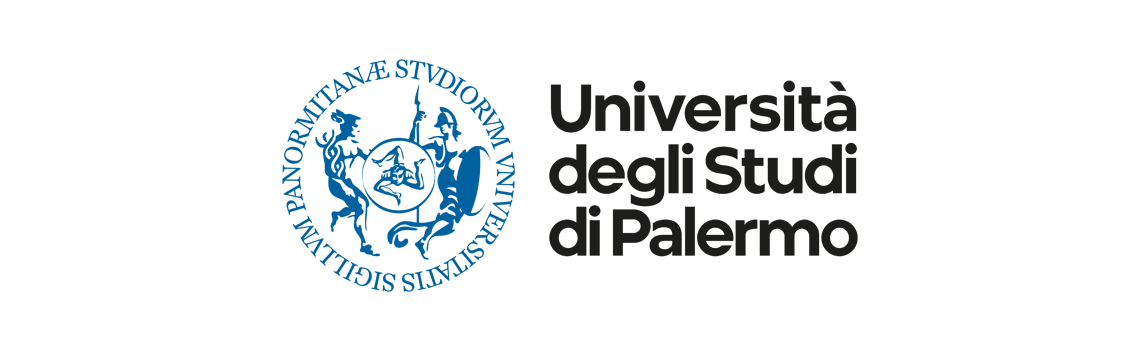 SIGILLVM PANORMITANÆ STVDIORVM VNIVERSITATIS
Università
degli Studi
di Palermo